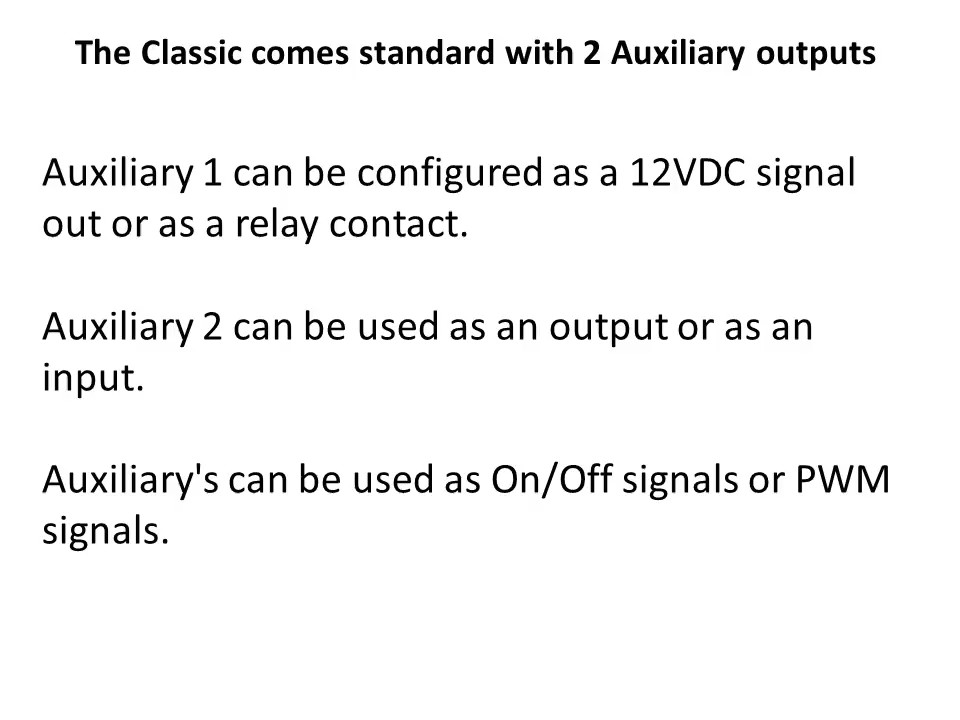 The Classic comes standard with 2 Auxiliary outputs
Auxiliary 1 can be configured as a 12VDC signal
out or as a relay contact.
Auxiliary 2 can be used as an output or as an
input.
Auxiliary's can be used as On/Off signals or PWM
signals.